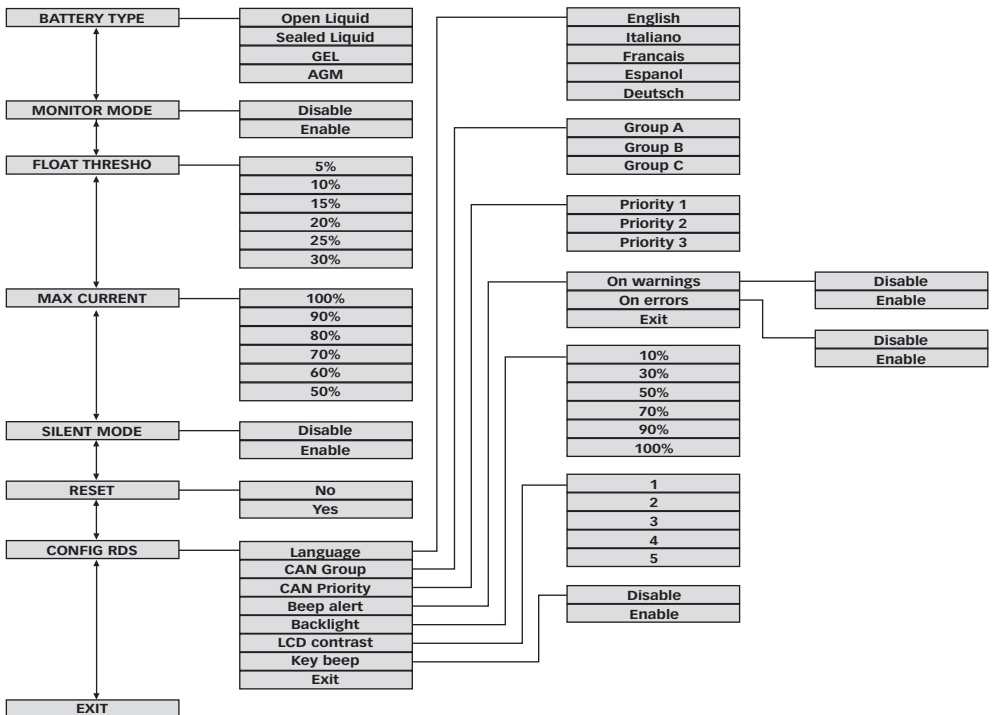 BATTERY TYPE
Open Liquid
Sealed Liquid
GEL
AGM
MONITOR MODE
Disable
Enable
FLOAT THRESHO
5%
10%
15%
20%
25%
30%
MAX CURRENT
100%
90%
80%
70%
60%
50%
SILENT MODE
Disable
Enable
RESET
No
Yes
CONFIG RDS
Language
CAN Group
CAN Priority
Beep alert
Backlight
LCD contrast
Key beep
Exit
EXIT
English
Italiano
Francais
Espanol
Deutsch
Group A
Group B
Group C
Priority 1
Priority 2
Priority 3
On warnings
On errors
Exit
Disable
Enable
Disable
Enable
10%
30%
50%
70%
90%
100%
1
2
3
4
5
Disable
Enable